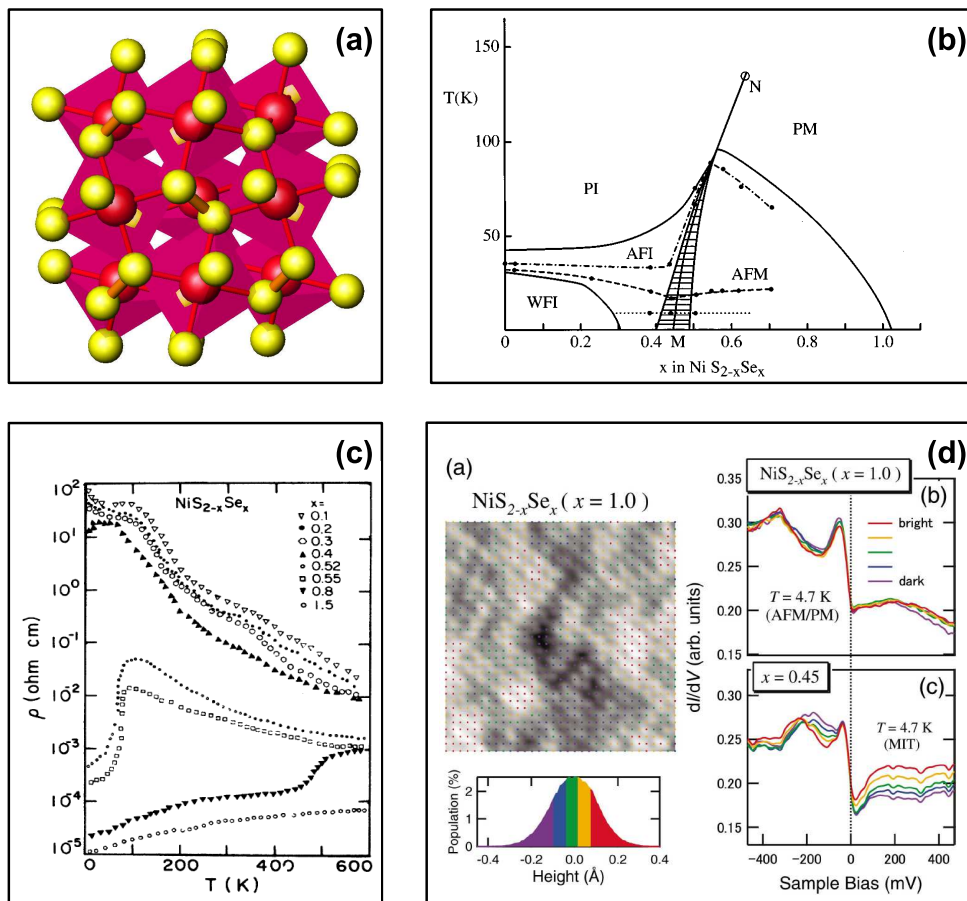 (a)
(b)
T(K)
150
100
50
0
N
PM
PI
AFI
AFM
WFI
M
0
0.2
0.4
0.6
0.8
1.0
x in Ni S2-xSex
(c)
10²
10¹
10⁰
10⁻¹
10⁻²
10⁻³
10⁻⁴
10⁻⁵
ρ (ohm cm)
NiS2-xSex
x=
▽ 0.1
• 0.2
○ 0.3
▲ 0.4
• 0.52
□ 0.55
▼ 0.8
○ 1.5
0
200
400
600
T (K)
(d)
(a)
NiS2-xSex ( x = 1.0 )
Population (%)
2
1
0
-0.4
-0.2
0.0
0.2
0.4
Height (Å)
0.35
NiS2-xSex ( x = 1.0 )
(b)
0.30
bright
dark
T = 4.7 K
(AFM/PM)
0.25
0.20
0.15
dI/dV (arb. units)
x = 0.45
(c)
0.30
T = 4.7 K
(MIT)
0.25
0.20
0.15
-400
-200
0
200
400
Sample Bias (mV)